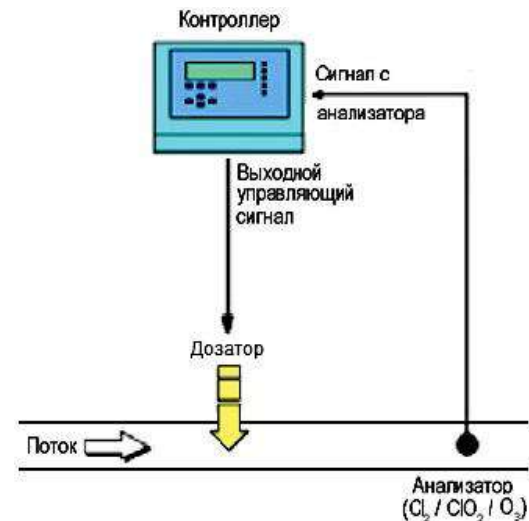 Контроллер
Сигнал с
анализатора
Выходной
управляющий
сигнал
Дозатор
Поток
Анализатор
(Cl₂ / ClO₂ / O₃)